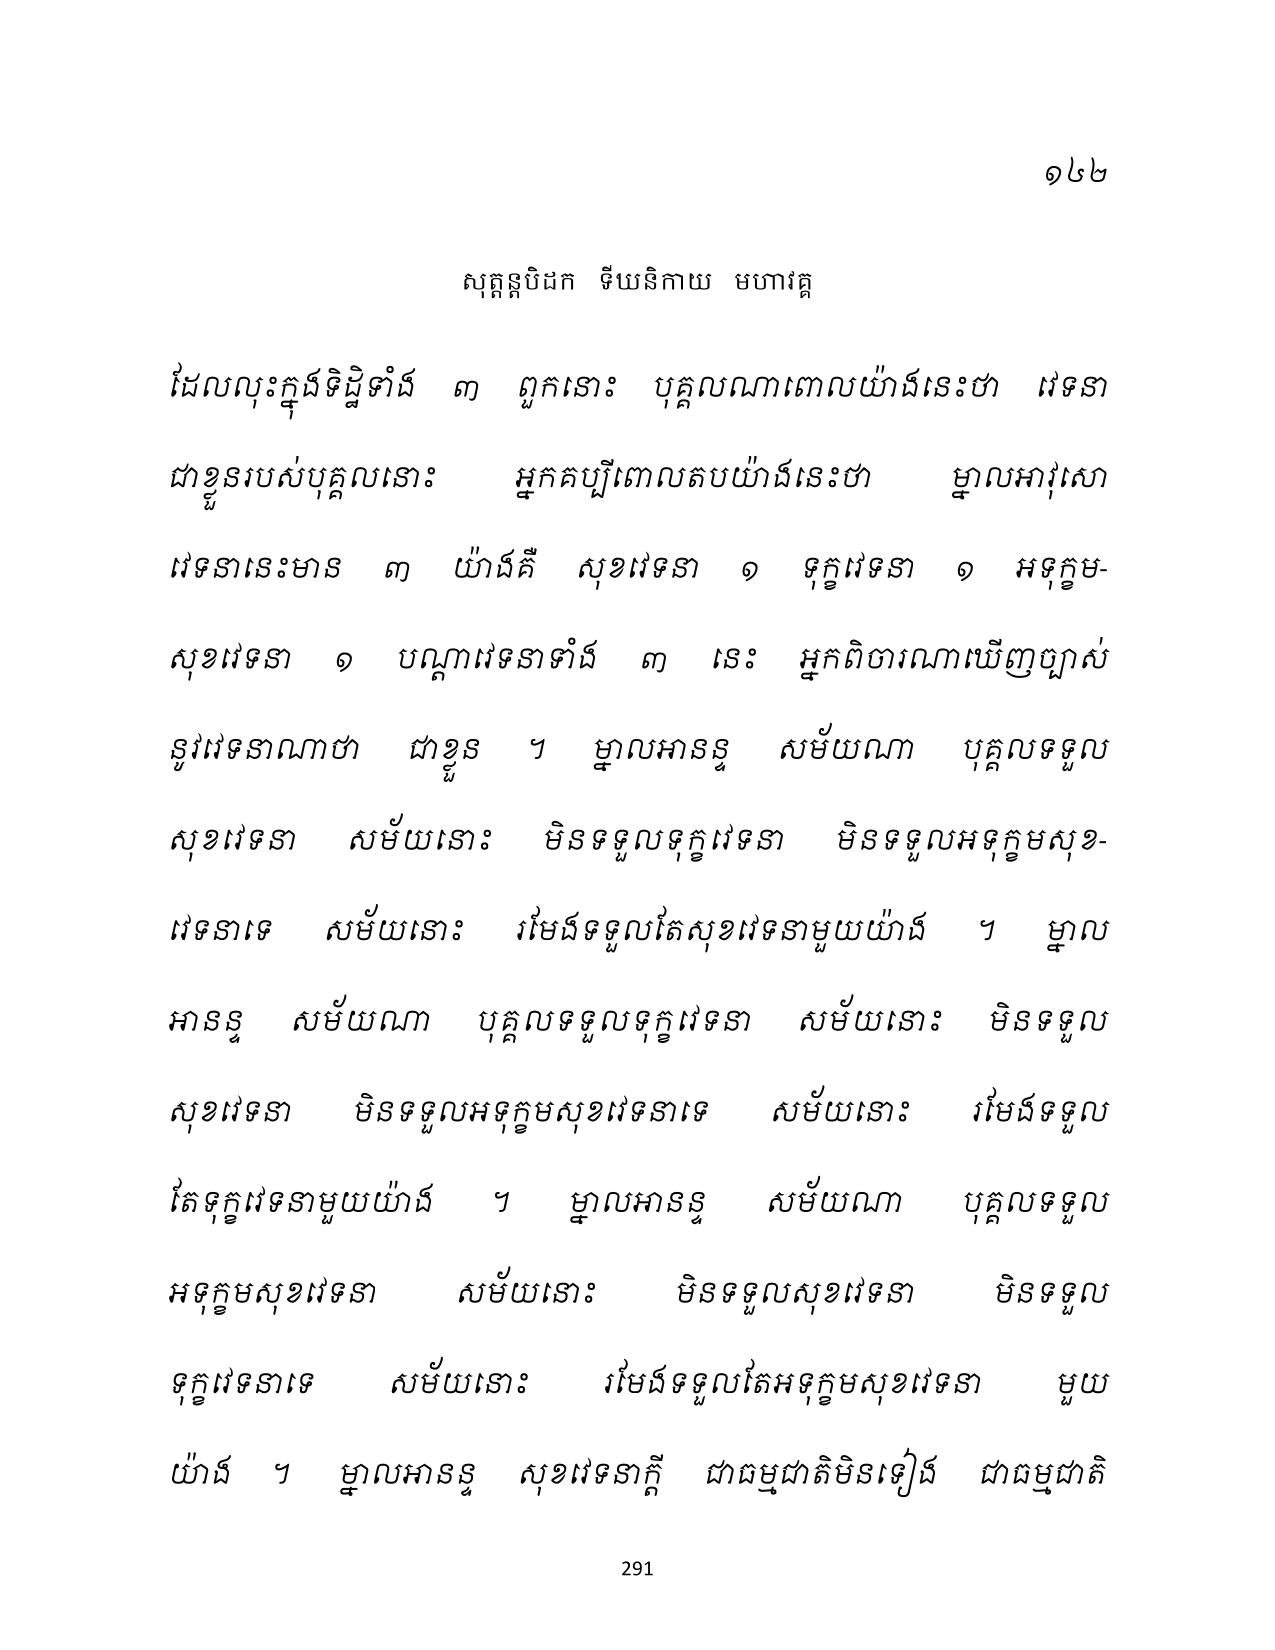 ១៤២
សុត្តន្តបិដក ទីឃនិកាយ មហាវគ្គ
ដែលលុះក្នុងទិដ្ឋិទាំង ៣ ពួកនោះ បុគ្គលណាពោលយ៉ាងនេះថា វេទនា
ជាខ្លួនរបស់បុគ្គលនោះ អ្នកគប្បីពោលតបយ៉ាងនេះថា ម្នាលអាវុសោ
វេទនានេះមាន ៣ យ៉ាងគឺ សុខវេទនា ១ ទុក្ខវេទនា ១ អទុក្ខម-
សុខវេទនា ១ បណ្តាវេទនាទាំង ៣ នេះ អ្នកពិចារណាឃើញច្បាស់
នូវវេទនាណាថា ជាខ្លួន ។ ម្នាលអានន្ទ សម័យណា បុគ្គលទទួល
សុខវេទនា សម័យនោះ មិនទទួលទុក្ខវេទនា មិនទទួលអទុក្ខមសុខ-
វេទនាទេ សម័យនោះ រមែងទទួលតែសុខវេទនាមួយយ៉ាង ។ ម្នាល
អានន្ទ សម័យណា បុគ្គលទទួលទុក្ខវេទនា សម័យនោះ មិនទទួល
សុខវេទនា មិនទទួលអទុក្ខមសុខវេទនាទេ សម័យនោះ រមែងទទួល
តែទុក្ខវេទនាមួយយ៉ាង ។ ម្នាលអានន្ទ សម័យណា បុគ្គលទទួល
អទុក្ខមសុខវេទនា សម័យនោះ មិនទទួលសុខវេទនា មិនទទួល
ទុក្ខវេទនាទេ សម័យនោះ រមែងទទួលតែអទុក្ខមសុខវេទនា មួយ
យ៉ាង ។ ម្នាលអានន្ទ សុខវេទនាក្តី ជាធម្មជាតិមិនទៀង ជាធម្មជាតិ
291